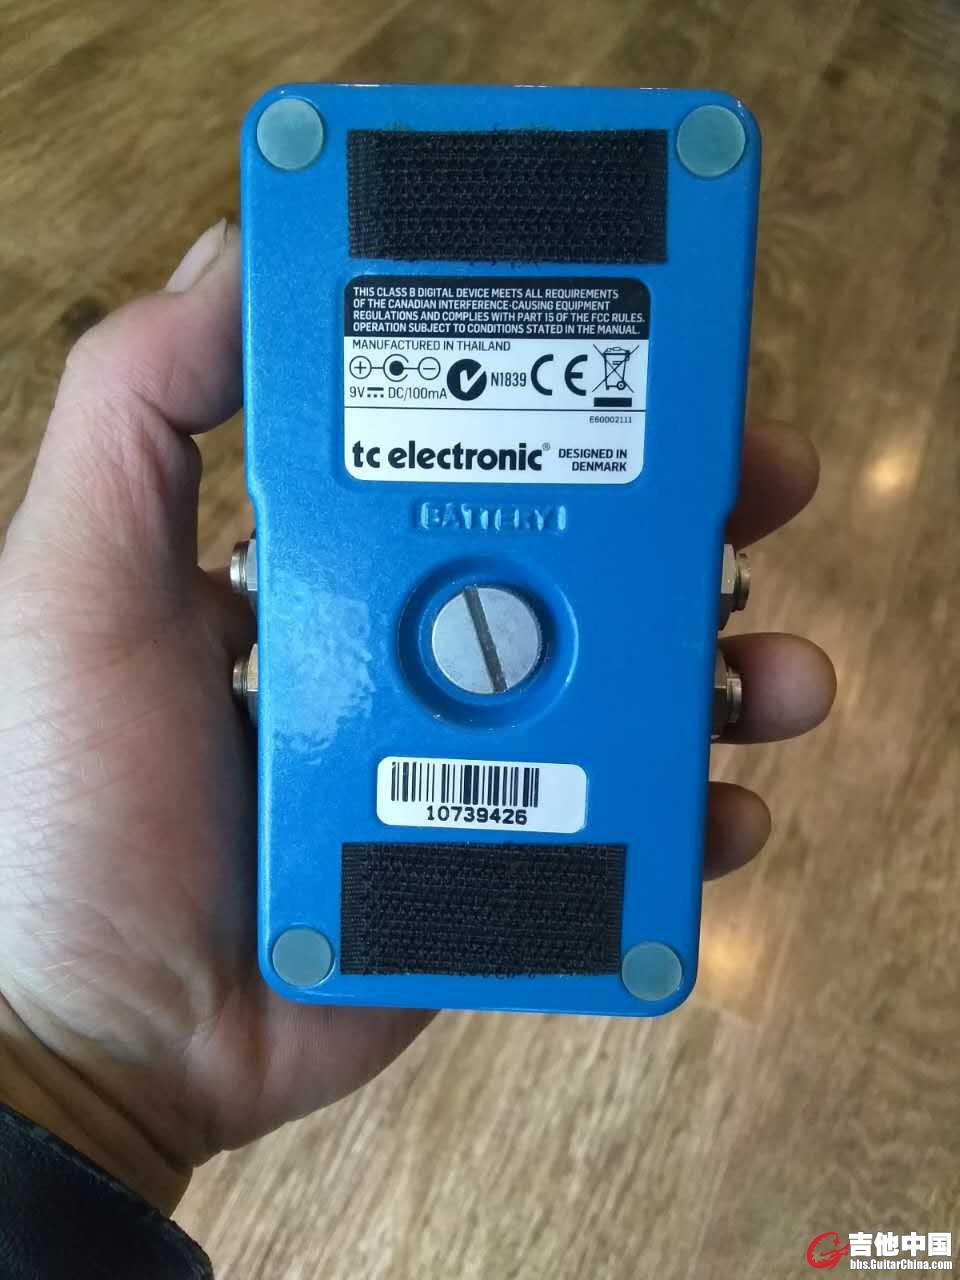 THIS CLASS B DIGITAL DEVICE MEETS ALL REQUIREMENTS
OF THE CANADIAN INTERFERENCE-CAUSING EQUIPMENT
REGULATIONS AND COMPLIES WITH PART 15 OF THE FCC RULES.
OPERATION SUBJECT TO CONDITIONS STATED IN THE MANUAL.
MANUFACTURED IN THAILAND
N1839 CE
9V DC/100mA
E60002111
tc electronic®
DESIGNED IN
DENMARK
BATTERY
10739426
吉他中国
bbs.GuitarChina.com